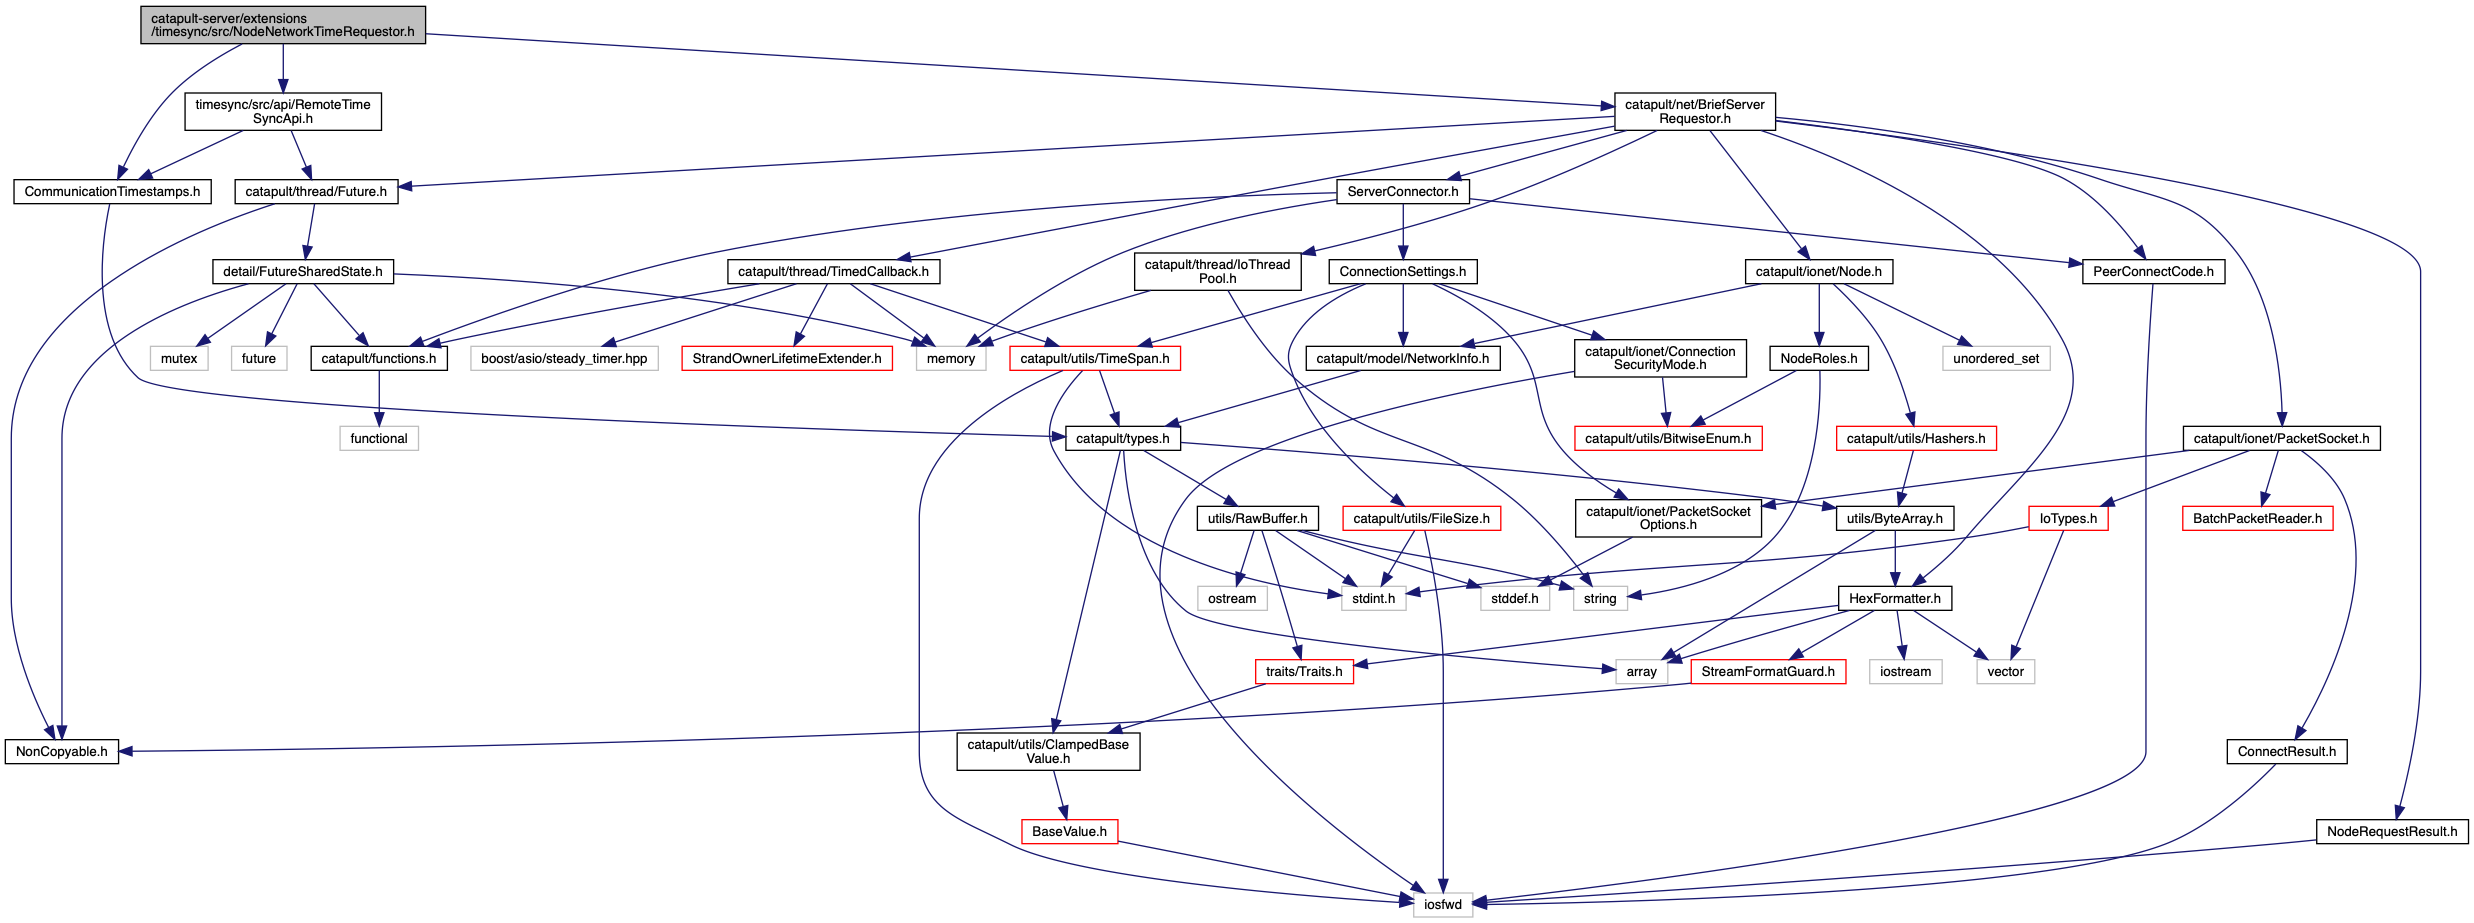 catapult-server/extensions
/timesync/src/NodeNetworkTimeRequestor.h
timesync/src/api/RemoteTime
SyncApi.h
catapult/net/BriefServer
Requestor.h
CommunicationTimestamps.h
catapult/thread/Future.h
ServerConnector.h
detail/FutureSharedState.h
catapult/thread/TimedCallback.h
catapult/thread/IoThread
Pool.h
ConnectionSettings.h
catapult/ionet/Node.h
PeerConnectCode.h
mutex
future
catapult/functions.h
boost/asio/steady_timer.hpp
StrandOwnerLifetimeExtender.h
memory
catapult/utils/TimeSpan.h
catapult/model/NetworkInfo.h
catapult/ionet/Connection
SecurityMode.h
NodeRoles.h
unordered_set
functional
catapult/types.h
catapult/utils/BitwiseEnum.h
catapult/utils/Hashers.h
catapult/ionet/PacketSocket.h
utils/RawBuffer.h
catapult/utils/FileSize.h
catapult/ionet/PacketSocket
Options.h
utils/ByteArray.h
IoTypes.h
BatchPacketReader.h
ostream
stdint.h
stddef.h
string
HexFormatter.h
traits/Traits.h
array
StreamFormatGuard.h
iostream
vector
NonCopyable.h
catapult/utils/ClampedBase
Value.h
ConnectResult.h
BaseValue.h
NodeRequestResult.h
iosfwd